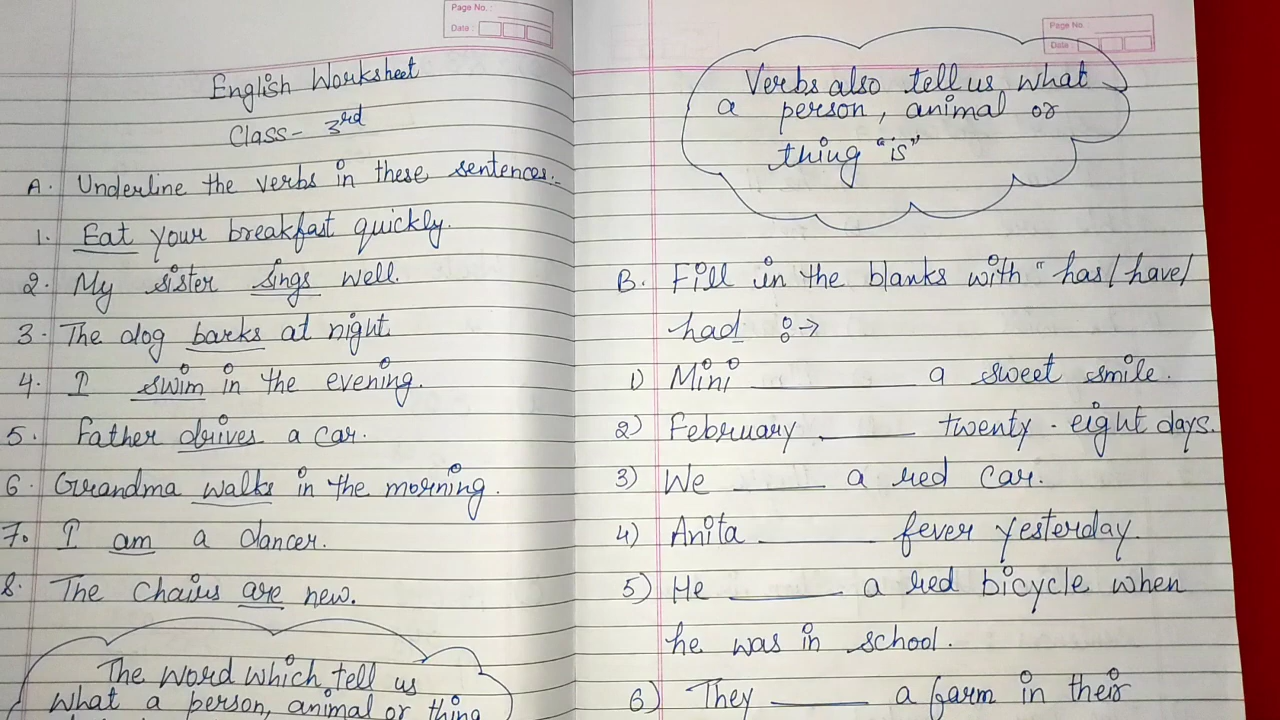 Page No.:
Date:
English Worksheet
Class- 3rd
A. Underline the verbs in these sentences:-
1. Eat your breakfast quickly.
2. My sister sings well.
3. The dog barks at night.
4. I swim in the evening.
5. Father drives a car.
6. Grandma walks in the morning.
7. I am a dancer.
8. The chairs are new.
The word which tell us
what a person, animal or thing
Page No.
Date:
Verbs also tell us what
a person, animal or
thing "is"
B. Fill in the blanks with "has/have/
had :→
1) Mini ________ a sweet smile.
2) February ________ twenty-eight days.
3) We ________ a red car.
4) Anita ________ fever yesterday.
5) He ________ a red bicycle when
he was in school.
6) They ________ a farm in their